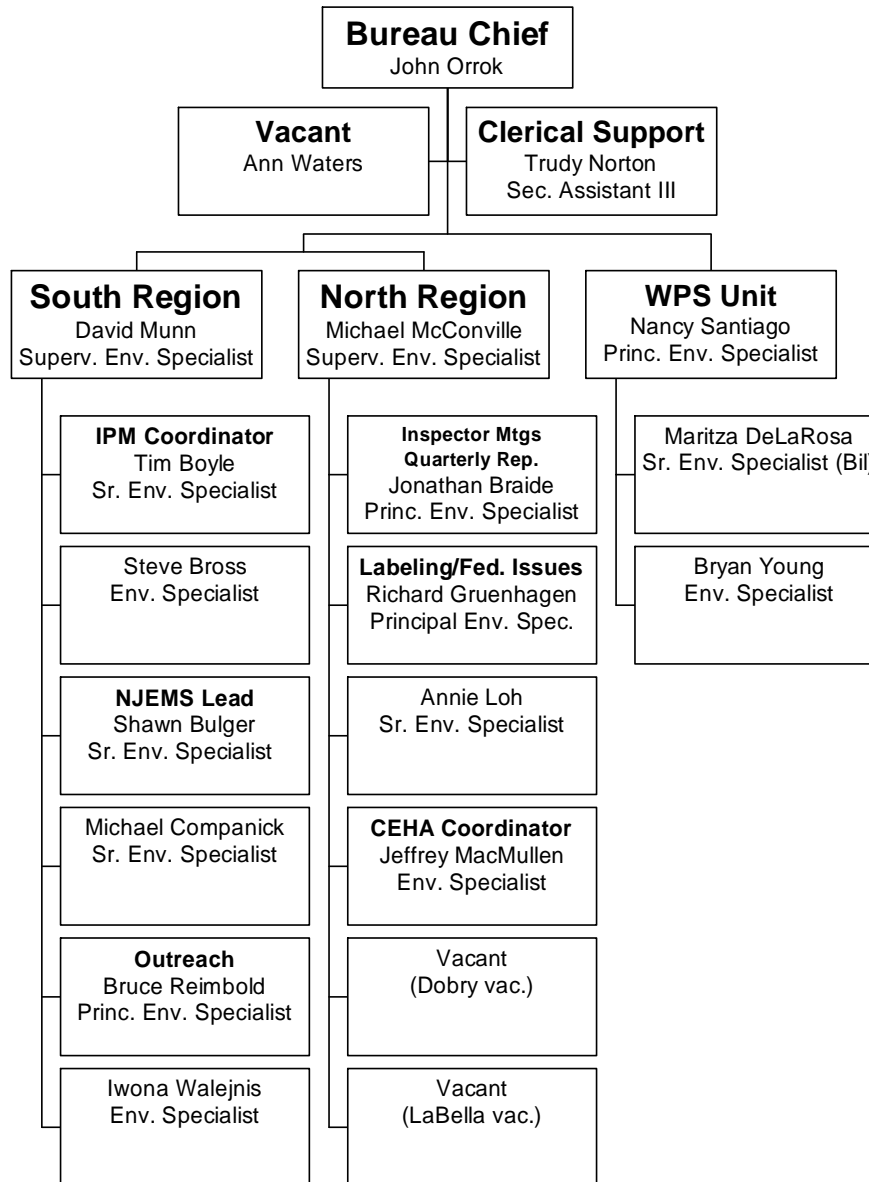 Bureau Chief
John Orrok
Vacant
Ann Waters
Clerical Support
Trudy Norton
Sec. Assistant III
South Region
David Munn
Superv. Env. Specialist
North Region
Michael McConville
Superv. Env. Specialist
WPS Unit
Nancy Santiago
Princ. Env. Specialist
IPM Coordinator
Tim Boyle
Sr. Env. Specialist
Steve Bross
Env. Specialist
NJEMS Lead
Shawn Bulger
Sr. Env. Specialist
Michael Companick
Sr. Env. Specialist
Outreach
Bruce Reimbold
Princ. Env. Specialist
Iwona Walejnis
Env. Specialist
Inspector Mtgs
Quarterly Rep.
Jonathan Braide
Princ. Env. Specialist
Labeling/Fed. Issues
Richard Gruenhagen
Principal Env. Spec.
Annie Loh
Sr. Env. Specialist
CEHA Coordinator
Jeffrey MacMullen
Env. Specialist
Vacant
(Dobry vac.)
Vacant
(LaBella vac.)
Maritza DeLaRosa
Sr. Env. Specialist (Bil)
Bryan Young
Env. Specialist